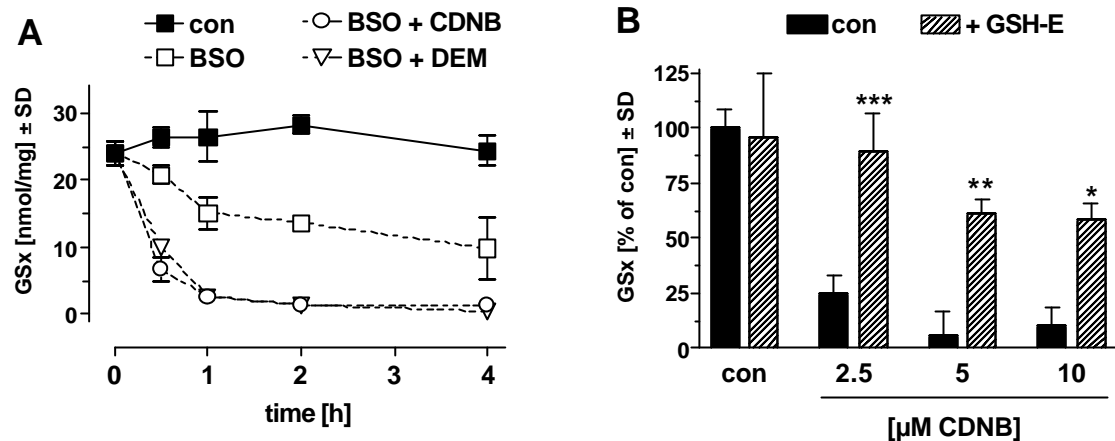 A
con
BSO + CDNB
BSO
BSO + DEM
GSx [nmol/mg] ± SD
30
20
10
0
0
1
2
3
4
time [h]
B
con
+ GSH-E
GSx [% of con] ± SD
125
100
75
50
25
0
***
**
*
con
2.5
5
10
[µM CDNB]